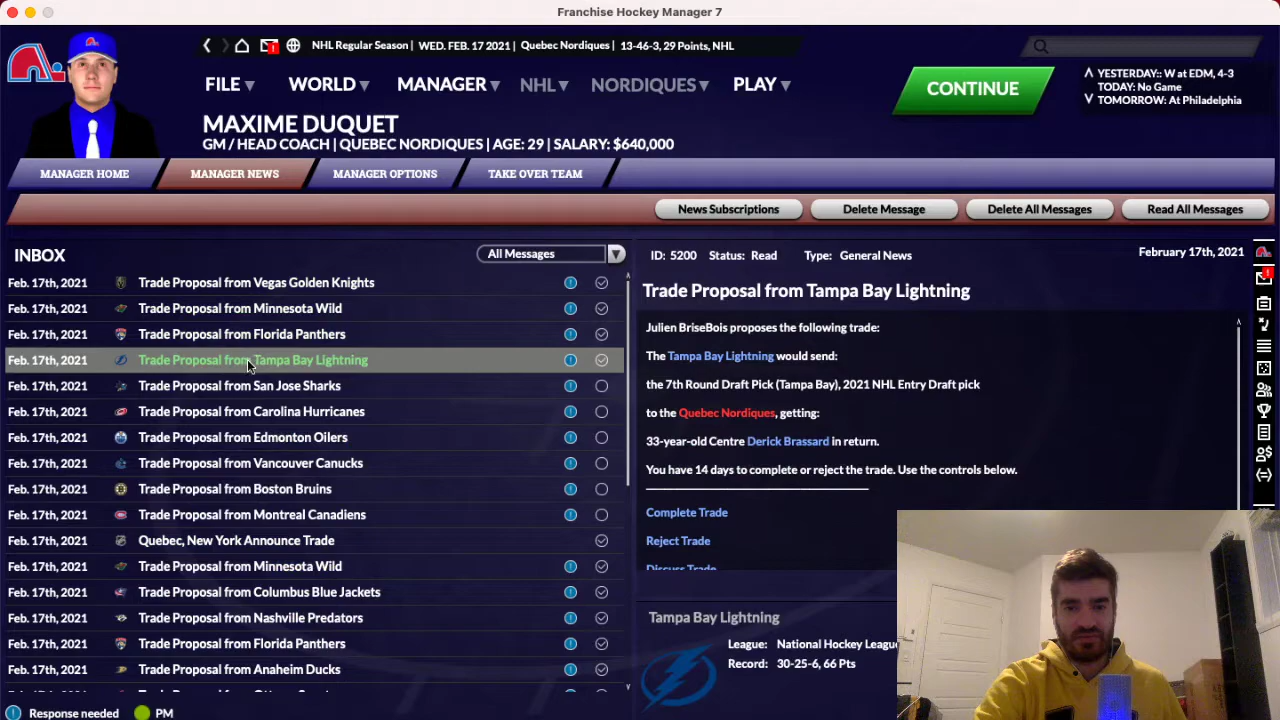 Franchise Hockey Manager 7
NHL Regular Season | WED. FEB. 17 2021 | Quebec Nordiques | 13-46-3, 29 Points, NHL
FILE WORLD MANAGER NHL NORDIQUES PLAY
CONTINUE
YESTERDAY:: W at EDM, 4-3
TODAY: No Game
TOMORROW: At Philadelphia
MAXIME DUQUET
GM / HEAD COACH | QUEBEC NORDIQUES | AGE: 29 | SALARY: $640,000
MANAGER HOME MANAGER NEWS MANAGER OPTIONS TAKE OVER TEAM
News Subscriptions Delete Message Delete All Messages Read All Messages
INBOX All Messages
Feb. 17th, 2021 Trade Proposal from Vegas Golden Knights
Feb. 17th, 2021 Trade Proposal from Minnesota Wild
Feb. 17th, 2021 Trade Proposal from Florida Panthers
Feb. 17th, 2021 Trade Proposal from Tampa Bay Lightning
Feb. 17th, 2021 Trade Proposal from San Jose Sharks
Feb. 17th, 2021 Trade Proposal from Carolina Hurricanes
Feb. 17th, 2021 Trade Proposal from Edmonton Oilers
Feb. 17th, 2021 Trade Proposal from Vancouver Canucks
Feb. 17th, 2021 Trade Proposal from Boston Bruins
Feb. 17th, 2021 Trade Proposal from Montreal Canadiens
Feb. 17th, 2021 Quebec, New York Announce Trade
Feb. 17th, 2021 Trade Proposal from Minnesota Wild
Feb. 17th, 2021 Trade Proposal from Columbus Blue Jackets
Feb. 17th, 2021 Trade Proposal from Nashville Predators
Feb. 17th, 2021 Trade Proposal from Florida Panthers
Feb. 17th, 2021 Trade Proposal from Anaheim Ducks
Response needed PM
ID: 5200 Status: Read Type: General News February 17th, 2021
Trade Proposal from Tampa Bay Lightning
Julien BriseBois proposes the following trade:
The Tampa Bay Lightning would send:
the 7th Round Draft Pick (Tampa Bay), 2021 NHL Entry Draft pick
to the Quebec Nordiques, getting:
33-year-old Centre Derick Brassard in return.
You have 14 days to complete or reject the trade. Use the controls below.
Complete Trade
Reject Trade
Discuss Trade
Tampa Bay Lightning
League: National Hockey League
Record: 30-25-6, 66 Pts